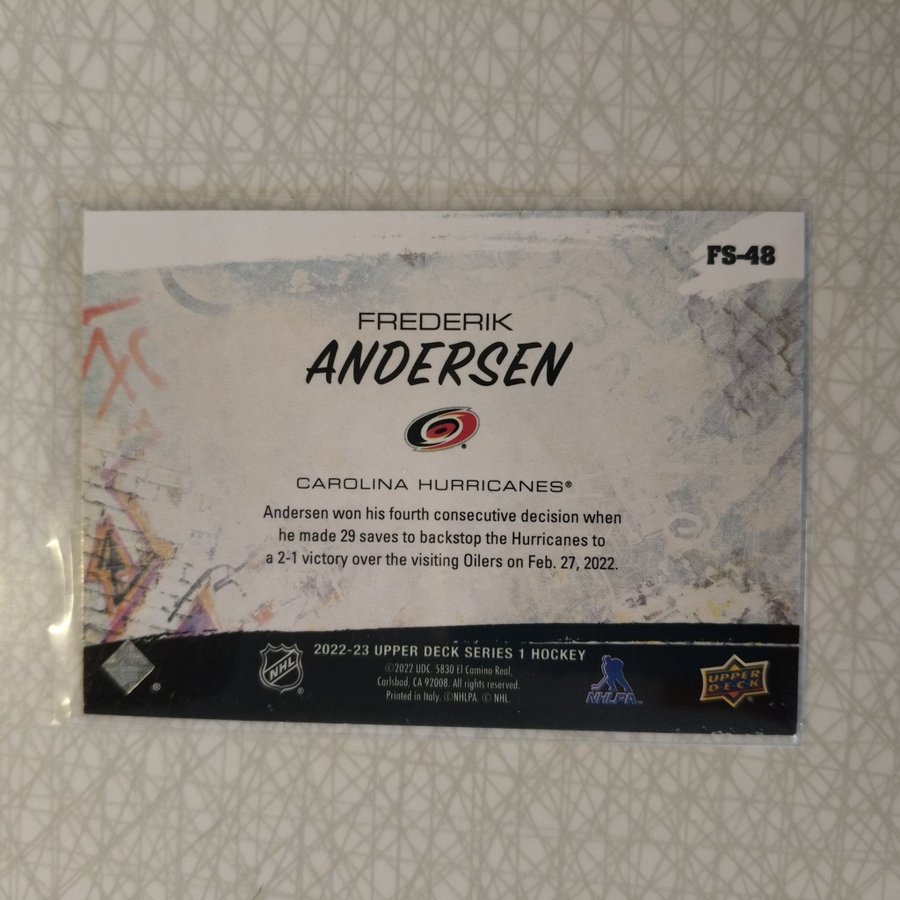 FS-48
FREDERIK
ANDERSEN
CAROLINA HURRICANES®
Andersen won his fourth consecutive decision when
he made 29 saves to backstop the Hurricanes to
a 2-1 victory over the visiting Oilers on Feb. 27, 2022.
2022-23 UPPER DECK SERIES 1 HOCKEY
©2022 UDC. 5830 El Camino Real,
Carlsbad, CA 92008. All rights reserved.
Printed in Italy. ©NHLPA. © NHL.
®
NHL
®
NHLPA
UPPER
DECK